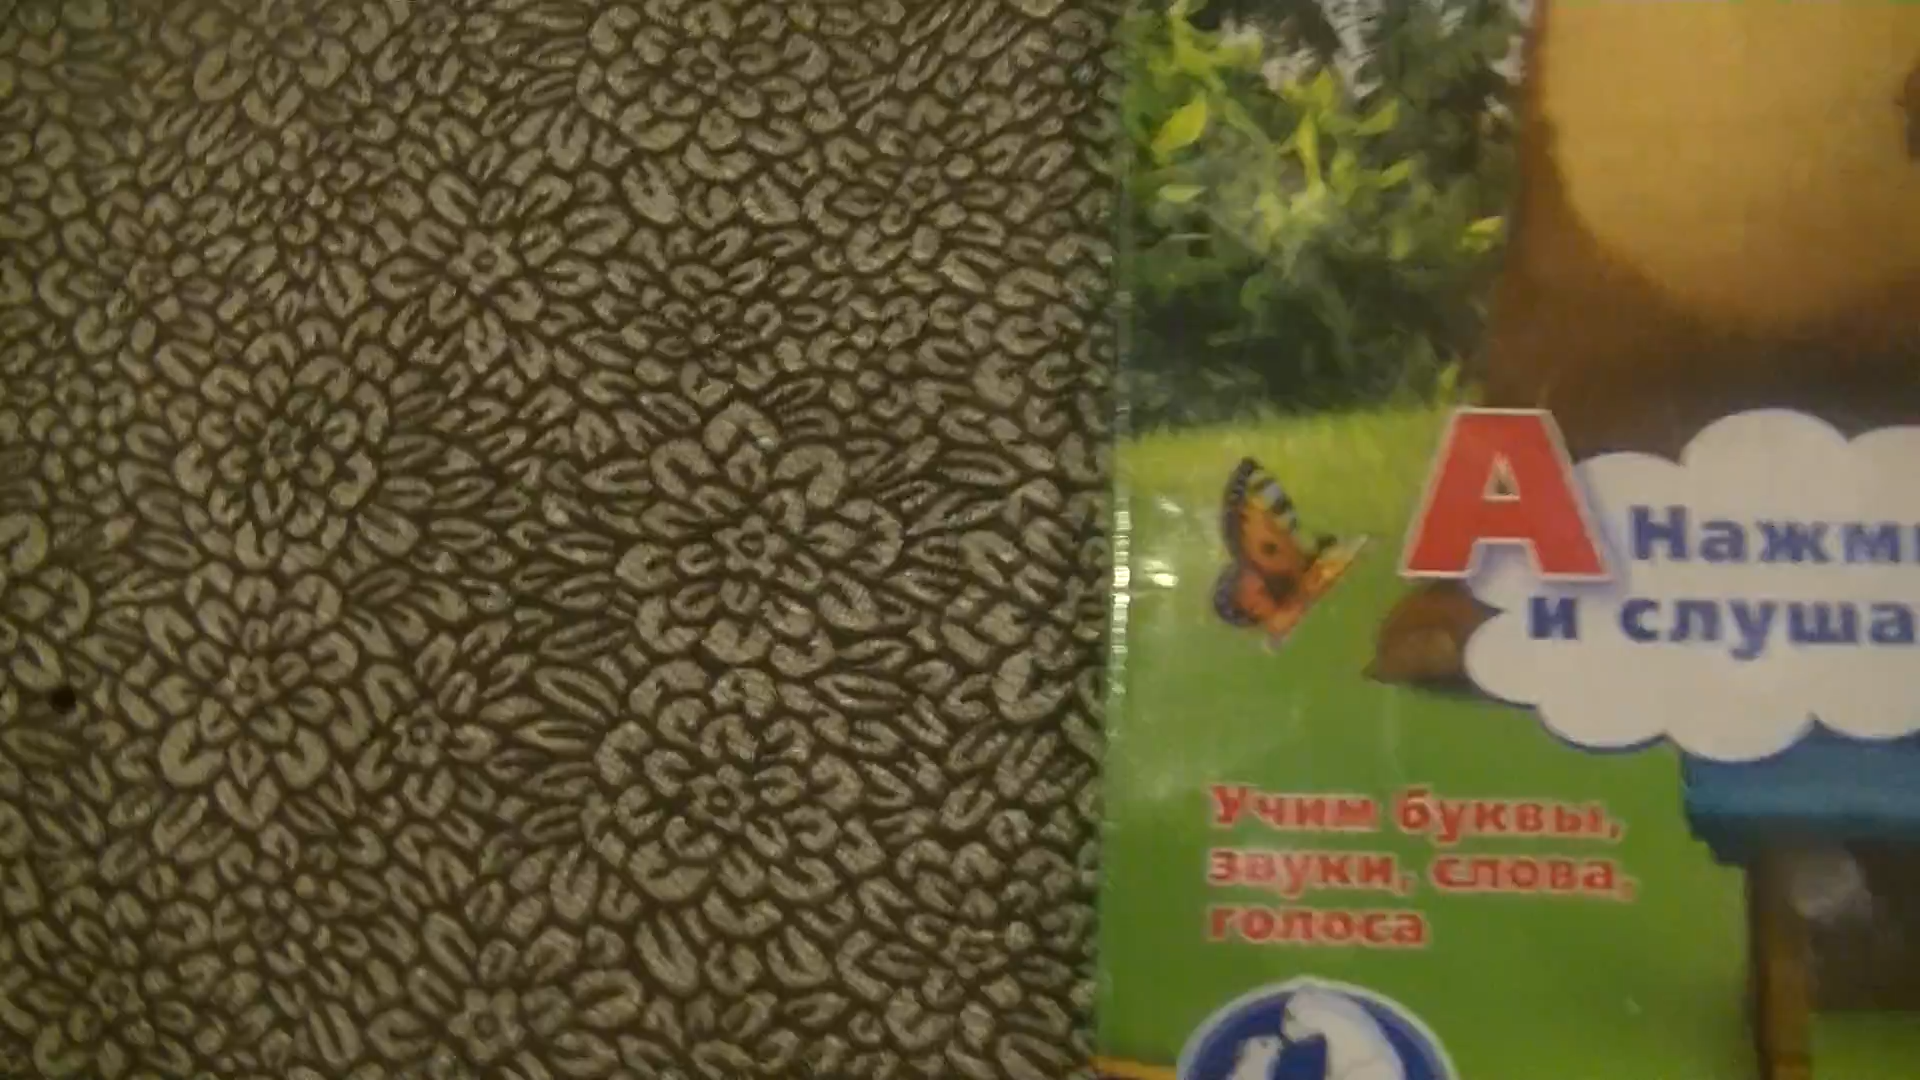 А
Нажм
и слуша
Учим буквы,
звуки, слова,
голоса